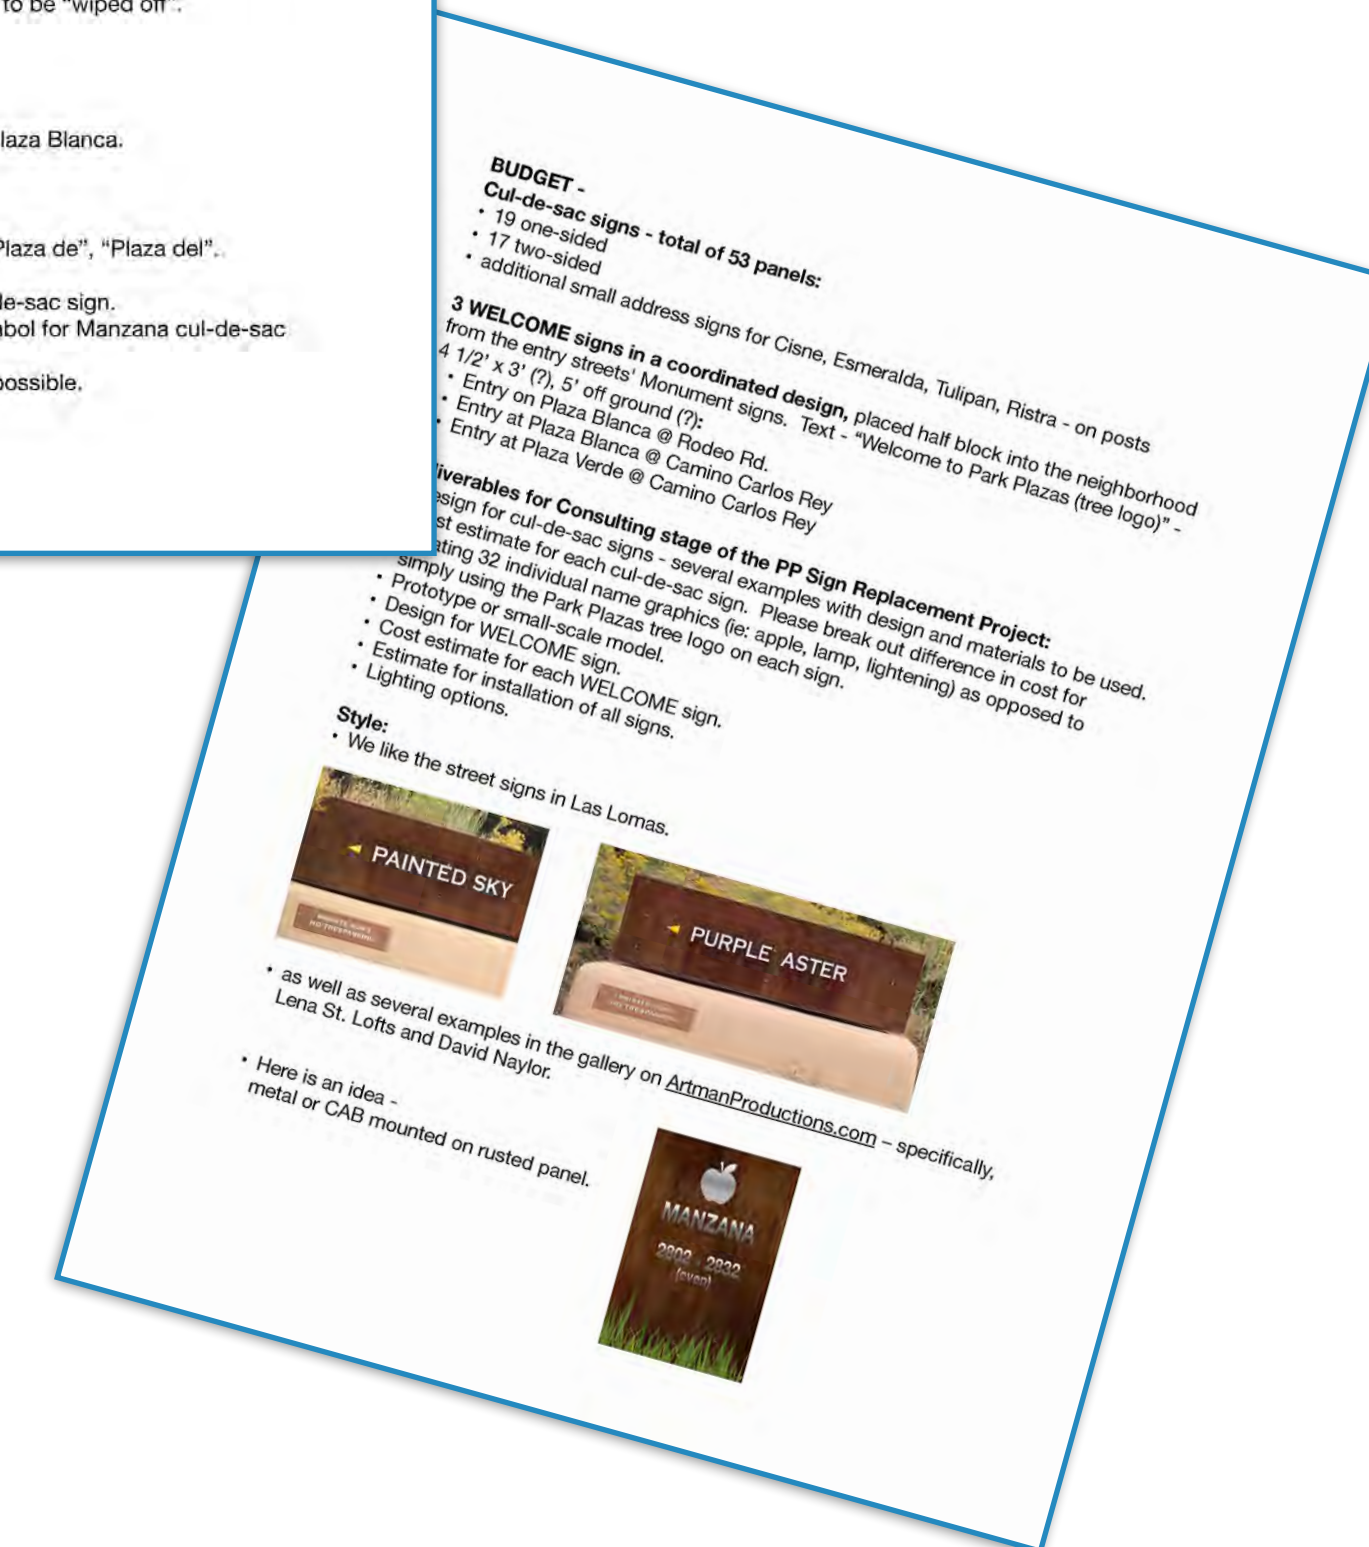 to be “wiped off”.
laza Blanca.
Plaza de”, “Plaza del”.
de-sac sign.
bol for Manzana cul-de-sac
possible.
BUDGET -
Cul-de-sac signs - total of 53 panels:
• 19 one-sided
• 17 two-sided
• additional small address signs for Cisne, Esmeralda, Tulipan, Ristra - on posts
3 WELCOME signs in a coordinated design, placed half block into the neighborhood
from the entry streets' Monument signs. Text - “Welcome to Park Plazas (tree logo)” -
4 1/2’ x 3’ (?), 5’ off ground (?):
• Entry on Plaza Blanca @ Rodeo Rd.
• Entry at Plaza Blanca @ Camino Carlos Rey
• Entry at Plaza Verde @ Camino Carlos Rey
liverables for Consulting stage of the PP Sign Replacement Project:
esign for cul-de-sac signs - several examples with design and materials to be used.
st estimate for each cul-de-sac sign. Please break out difference in cost for
ating 32 individual name graphics (ie: apple, lamp, lightening) as opposed to
simply using the Park Plazas tree logo on each sign.
• Prototype or small-scale model.
• Design for WELCOME sign.
• Cost estimate for each WELCOME sign.
• Estimate for installation of all signs.
• Lighting options.
Style:
• We like the street signs in Las Lomas.
PAINTED SKY
PURPLE ASTER
• as well as several examples in the gallery on ArtmanProductions.com – specifically,
Lena St. Lofts and David Naylor.
• Here is an idea -
metal or CAB mounted on rusted panel.
MANZANA
2802 - 2832
(even)